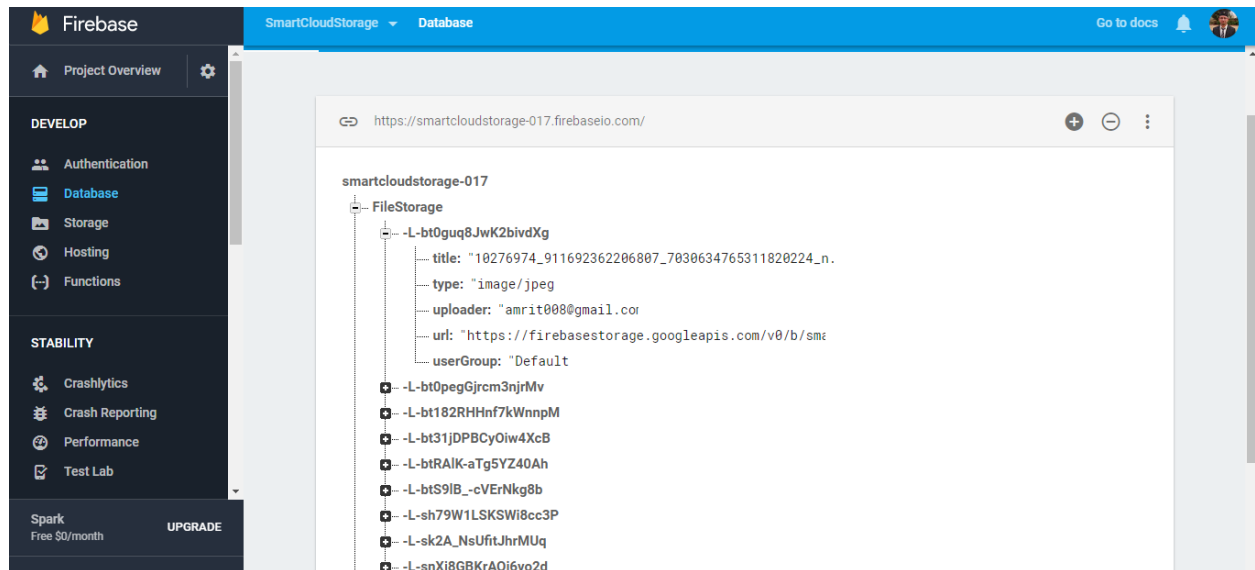 Firebase
SmartCloudStorage Database Go to docs
Project Overview
DEVELOP
Authentication
Database
Storage
Hosting
Functions
STABILITY
Crashlytics
Crash Reporting
Performance
Test Lab
Spark
Free $0/month
UPGRADE
https://smartcloudstorage-017.firebaseio.com/
smartcloudstorage-017
FileStorage
-L-bt0guq8JwK2bivdXg
title: "10276974_911692362206807_7030634765311820224_n.
type: "image/jpeg
uploader: "amrit008@gmail.com
url: "https://firebasestorage.googleapis.com/v0/b/sma
userGroup: "Default
-L-bt0pegGjrcm3njrMv
-L-bt182RHHnf7kWnnpM
-L-bt31jDPBCyOiw4XcB
-L-btRAlK-aTg5YZ40Ah
-L-btS9lB_-cVErNkg8b
-L-sh79W1LSKSWi8cc3P
-L-sk2A_NsUfitJhrMUq